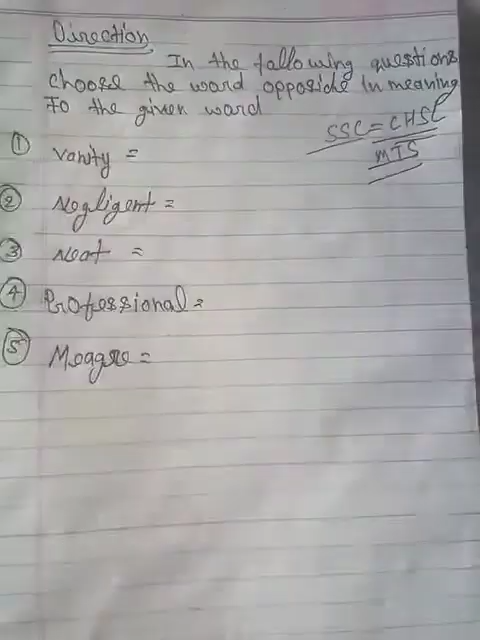 Direction
In the following questions
choose the word opposide in meaning
to the given word
SSC = CHSL
MTS
① Vanity =
② Negligent =
③ Neat =
④ Professional =
⑤ Meagre =